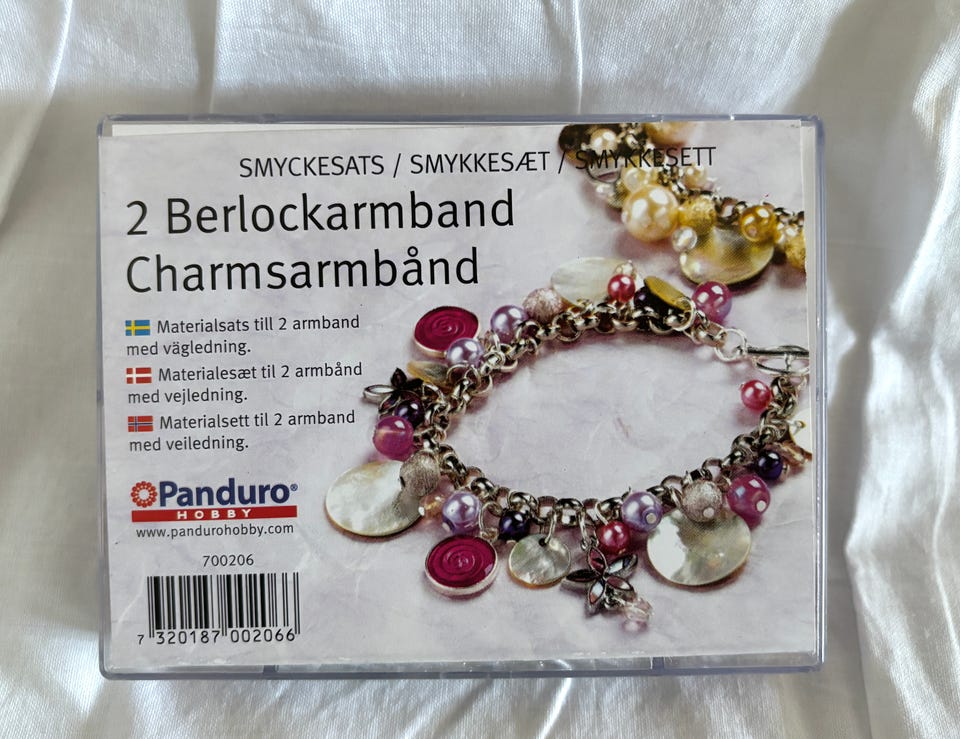 SMYCKESATS / SMYKKESÆT / SMYKKESETT
2 Berlockarmband
Charmsarmbånd
Materialsats till 2 armband
med vägledning.
Materialesæt til 2 armbånd
med vejledning.
Materialsett til 2 armband
med veiledning.
Panduro®
HOBBY
www.pandurohobby.com
700206
7 320187 002066